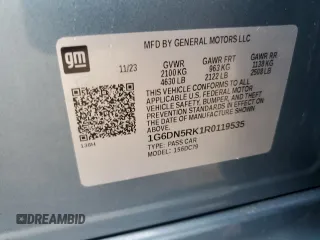 gm
MFD BY GENERAL MOTORS LLC
11/23 GVWR GAWR FRT GAWR RR
2100 KG 963 KG 1138 KG
4630 LB 2122 LB 2508 LB
THIS VEHICLE CONFORMS TO ALL APPLICABLE U.S. FEDERAL MOTOR
VEHICLE SAFETY, BUMPER, AND THEFT PREVENTION
STANDARDS IN EFFECT ON THE DATE OF
MANUFACTURE SHOWN ABOVE.
1G6DN5RK1R0119535
TYPE: PASS CAR
MODEL:
DREAMBID